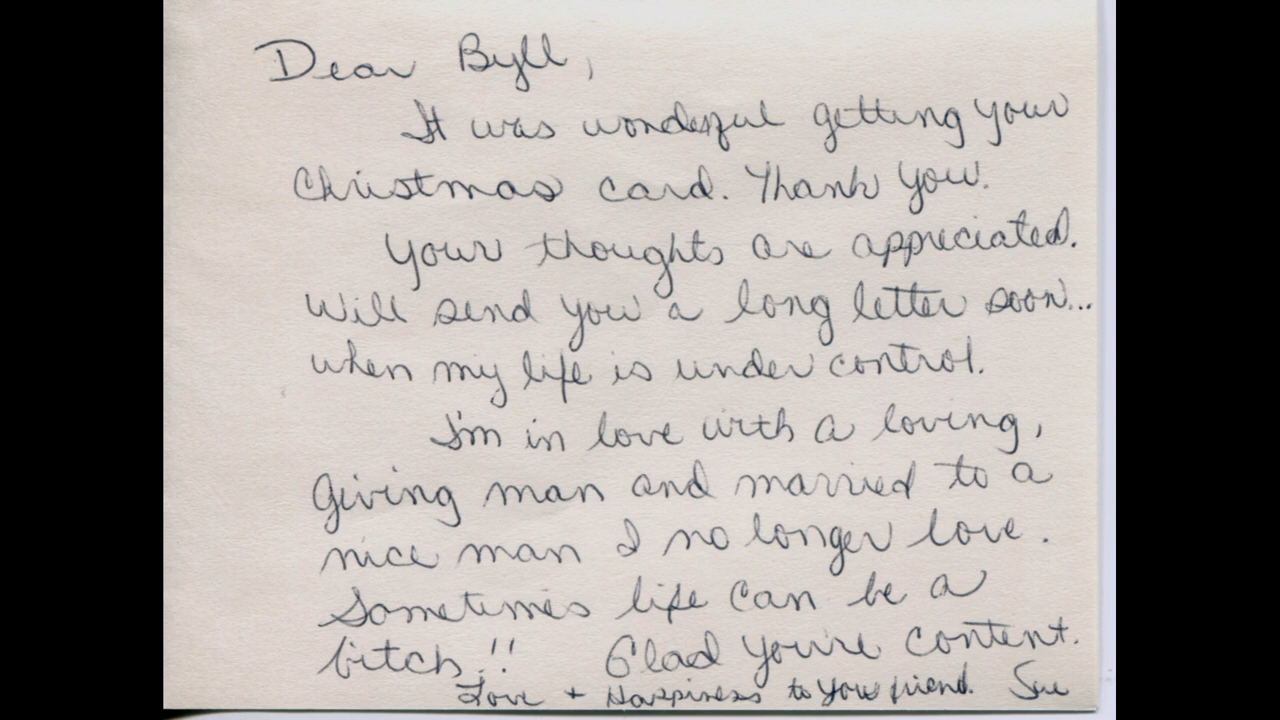 Dear Byll,
It was wonderful getting your
Christmas card. Thank you.
Your thoughts are appreciated.
Will send you a long letter soon...
when my life is under control.
I'm in love with a loving,
giving man and married to a
nice man I no longer love.
Sometimes life can be a
bitch!! Glad you're content.
Love + Happiness to you friend. Sue